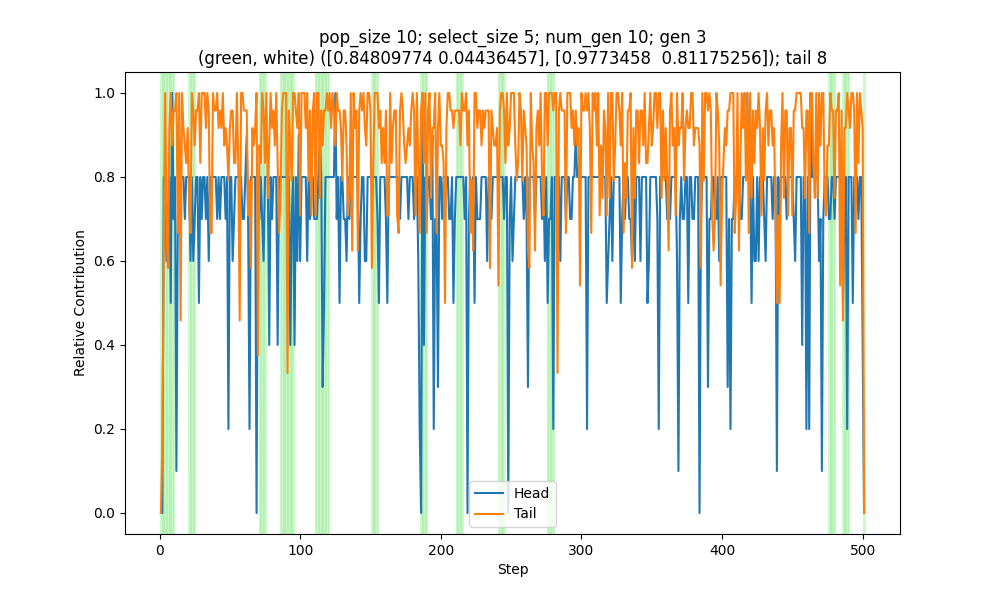 pop_size 10; select_size 5; num_gen 10; gen 3
(green, white) ([0.84809774 0.04436457], [0.9773458  0.81175256]); tail 8
1.0
0.8
0.6
0.4
0.2
0.0
Relative Contribution
Head
Tail
0
100
200
300
400
500
Step